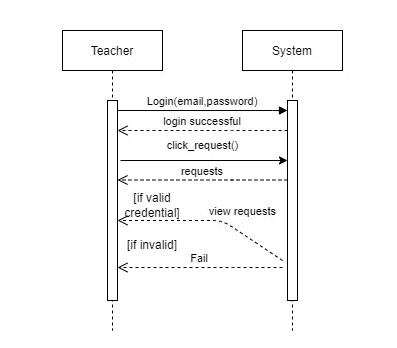 Teacher
System
Login(email,password)
login successful
click_request()
requests
[if valid
credential]
view requests
[if invalid]
Fail